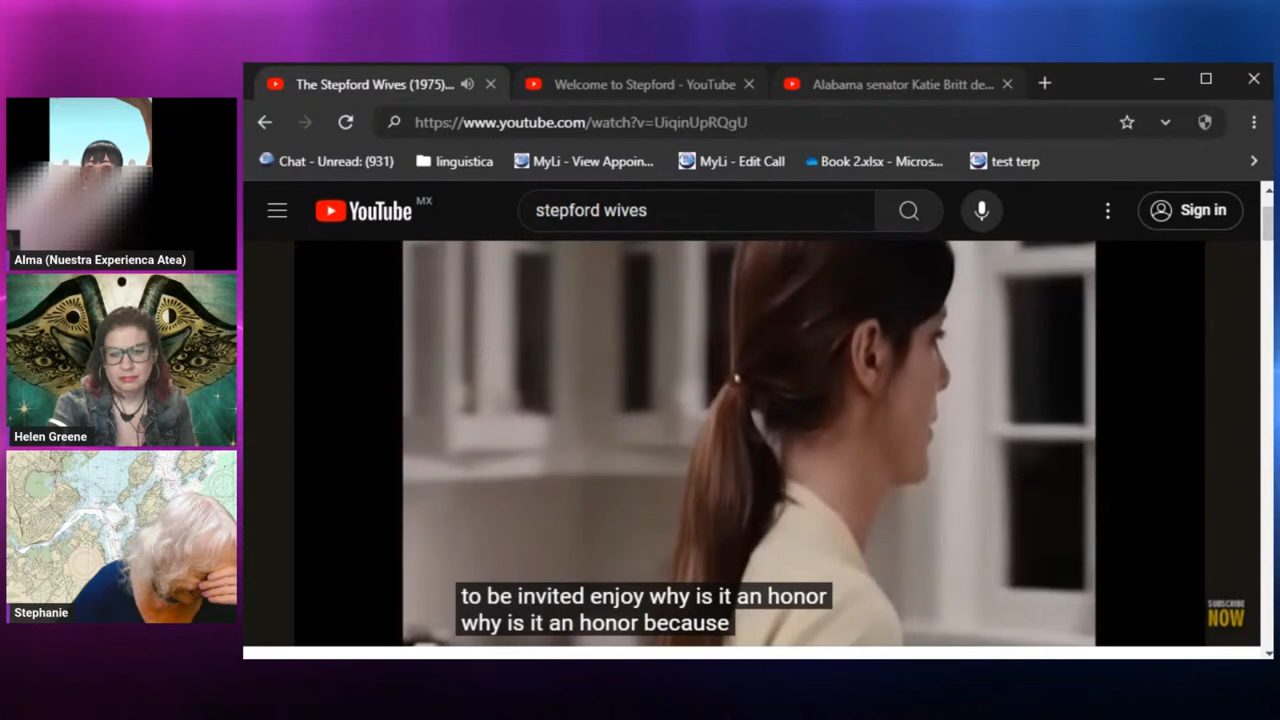 The Stepford Wives (1975)...
Welcome to Stepford - YouTube
Alabama senator Katie Britt de...
https://www.youtube.com/watch?v=UiqinUpRQgU
Chat - Unread: (931)
linguistica
MyLi - View Appoin...
MyLi - Edit Call
Book 2.xlsx - Micros...
test terp
YouTube MX
stepford wives
Sign in
Alma (Nuestra Experienca Atea)
Helen Greene
Stephanie
to be invited enjoy why is it an honor
why is it an honor because
SUBSCRIBE
NOW